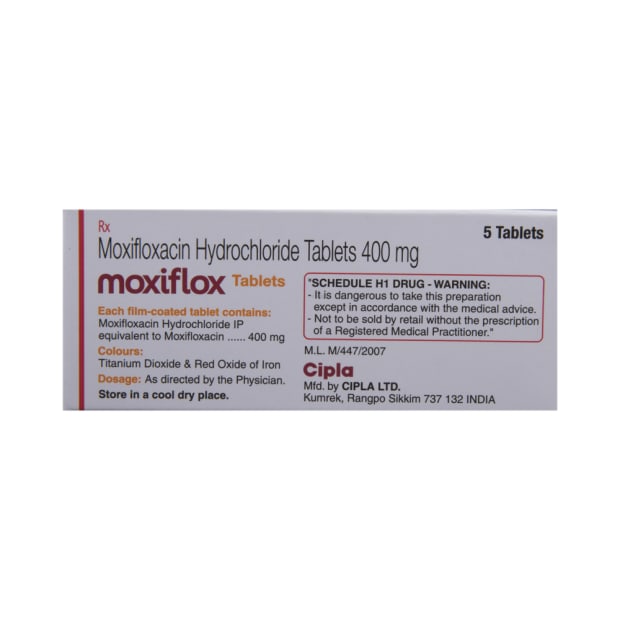 Rx
Moxifloxacin Hydrochloride Tablets 400 mg
5 Tablets
moxiflox Tablets
Each film-coated tablet contains:
Moxifloxacin Hydrochloride IP
equivalent to Moxifloxacin ...... 400 mg
Colours:
Titanium Dioxide & Red Oxide of Iron
Dosage: As directed by the Physician.
Store in a cool dry place.
"SCHEDULE H1 DRUG - WARNING:
- It is dangerous to take this preparation
except in accordance with the medical advice.
- Not to be sold by retail without the prescription
of a Registered Medical Practitioner."
M.L. M/447/2007
Cipla
Mfd. by CIPLA LTD.
Kumrek, Rangpo Sikkim 737 132 INDIA